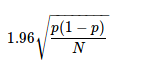 1.96 √(p(1 − p)/N)